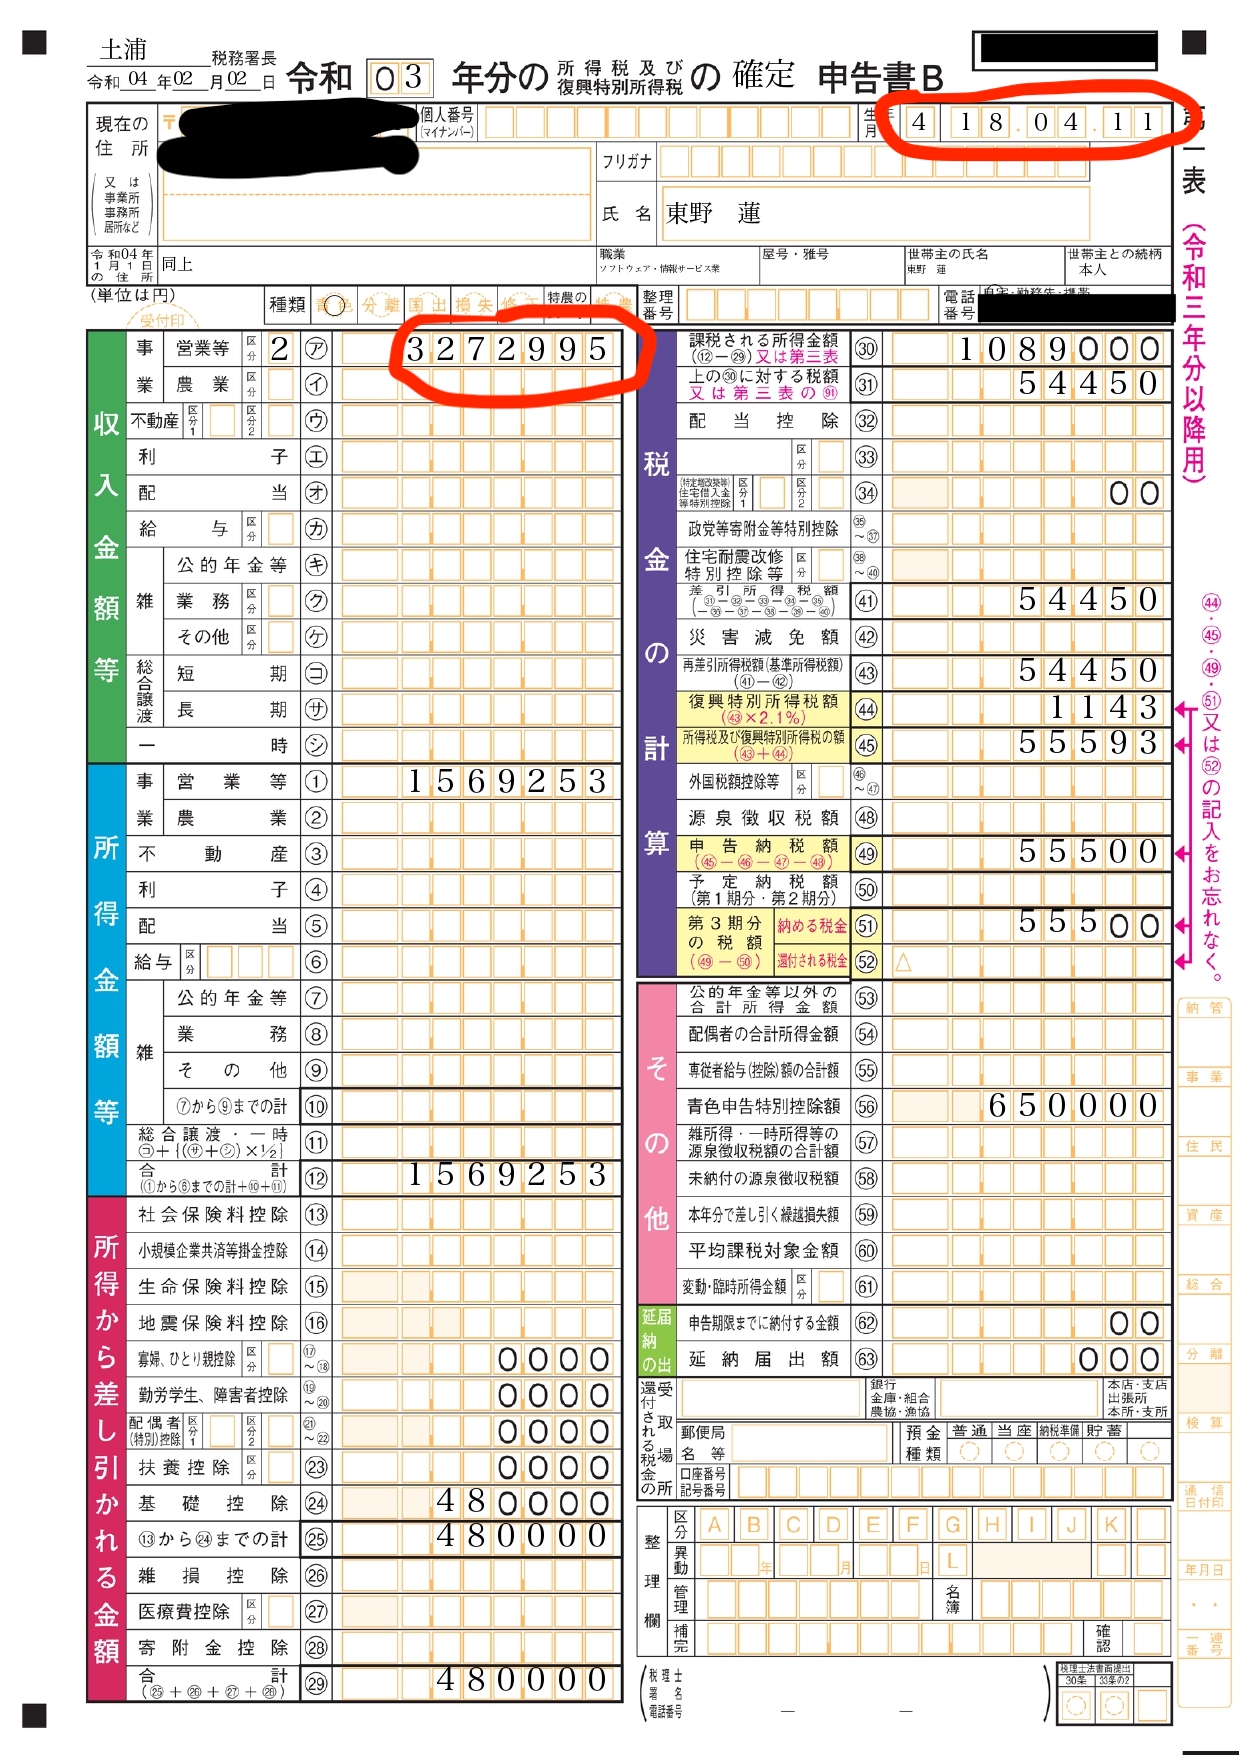 土浦 税務署長
令和 04 年 02 月 02 日
令和 03 年分の 所得税及び復興特別所得税 の 確定 申告書B
第一表
(令和三年分以降用)
現在の住所
又は事業所事務所居所など
〒
個人番号(マイナンバー)
生年月日 4 18.04.11
フリガナ
氏名 東野 蓮
令和04年1月1日の住所 同上
職業 ソフトウェア・情報サービス業
屋号・雅号
世帯主の氏名 東野 蓮
世帯主との続柄 本人
(単位は円)
受付印
種類 青色 分離 国出 損失 修正 特農の表示 特農
整理番号
電話番号 自宅・勤務先・携帯
収入金額等
事業 営業等 区分 2 ㋐ 3272995
農業 区分 ㋑
不動産 区分1 区分2 ㋒
利子 ㋓
配当 ㋔
給与 区分 ㋕
雑 公的年金等 ㋖
業務 区分 ㋗
その他 区分 ㋘
総合譲渡 短期 ㋙
長期 ㋚
一時 ㋛
所得金額等
事業 営業等 ① 1569253
農業 ②
不動産 ③
利子 ④
配当 ⑤
給与 区分 ⑥
雑 公的年金等 ⑦
業務 ⑧
その他 ⑨
⑦から⑨までの計 ⑩
総合譲渡・一時 ㋙+{(㋚+㋛)×½} ⑪
合計 (①から⑥までの計+⑩+⑪) ⑫ 1569253
所得から差し引かれる金額
社会保険料控除 ⑬
小規模企業共済等掛金控除 ⑭
生命保険料控除 ⑮
地震保険料控除 ⑯
寡婦、ひとり親控除 区分 ⑰~⑱ 0000
勤労学生、障害者控除 ⑲~⑳ 0000
配偶者(特別)控除 区分1 区分2 ㉑~㉒ 0000
扶養控除 区分 ㉓ 0000
基礎控除 ㉔ 480000
⑬から㉔までの計 ㉕ 480000
雑損控除 ㉖
医療費控除 区分 ㉗
寄附金控除 ㉘
合計 (㉕+㉖+㉗+㉘) ㉙ 480000
税金の計算
課税される所得金額 (⑫-㉙)又は第三表 ㉚ 1089000
上の㉚に対する税額 又は第三表の�91 ㉛ 54450
配当控除 ㉜
区分 ㉝
(特定増改築等)住宅借入金等特別控除 区分1 区分2 ㉞ 00
政党等寄附金等特別控除 ㉟~㊲
住宅耐震改修特別控除等 区分 ㊳~㊵
差引所得税額 (㉛-㉜-㉝-㉞-㉟-㊱-㊲-㊳-㊴-㊵) ㊶ 54450
災害減免額 ㊷
再差引所得税額(基準所得税額) (㊶-㊷) ㊸ 54450
復興特別所得税額 (㊸×2.1%) ㊹ 1143
所得税及び復興特別所得税の額 (㊸+㊹) ㊺ 55593
外国税額控除等 区分 ㊻~㊼
源泉徴収税額 ㊽
申告納税額 (㊺-㊻-㊼-㊽) ㊾ 55500
予定納税額 (第1期分・第2期分) ㊿
第3期分の税額 (㊾-㊿) 納める税金 51 55500
還付される税金 52 △
㊹・㊺・㊾・51又は52の記入をお忘れなく。
その他
公的年金等以外の合計所得金額 53
配偶者の合計所得金額 54
専従者給与(控除)額の合計額 55
青色申告特別控除額 56 650000
雑所得・一時所得等の源泉徴収税額の合計額 57
未納付の源泉徴収税額 58
本年分で差し引く繰越損失額 59
平均課税対象金額 60
変動・臨時所得金額 区分 61
延納の届出
申告期限までに納付する金額 62 00
延納届出額 63 000
還付される税金の受取場所
銀行 金庫・組合 農協・漁協
本店・支店 出張所 本所・支所
郵便局名等
預金種類 普通 当座 納税準備 貯蓄
口座番号 記号番号
整理欄
区分 A B C D E F G H I J K
異動 年 月 日 L
管理 名簿
補完 確認
納管
事業
住民
資産
総合
分離
検算
通信日付印
年月日
一連番号
税理士署名 電話番号 - -
税理士法書面提出 30条 33条の2